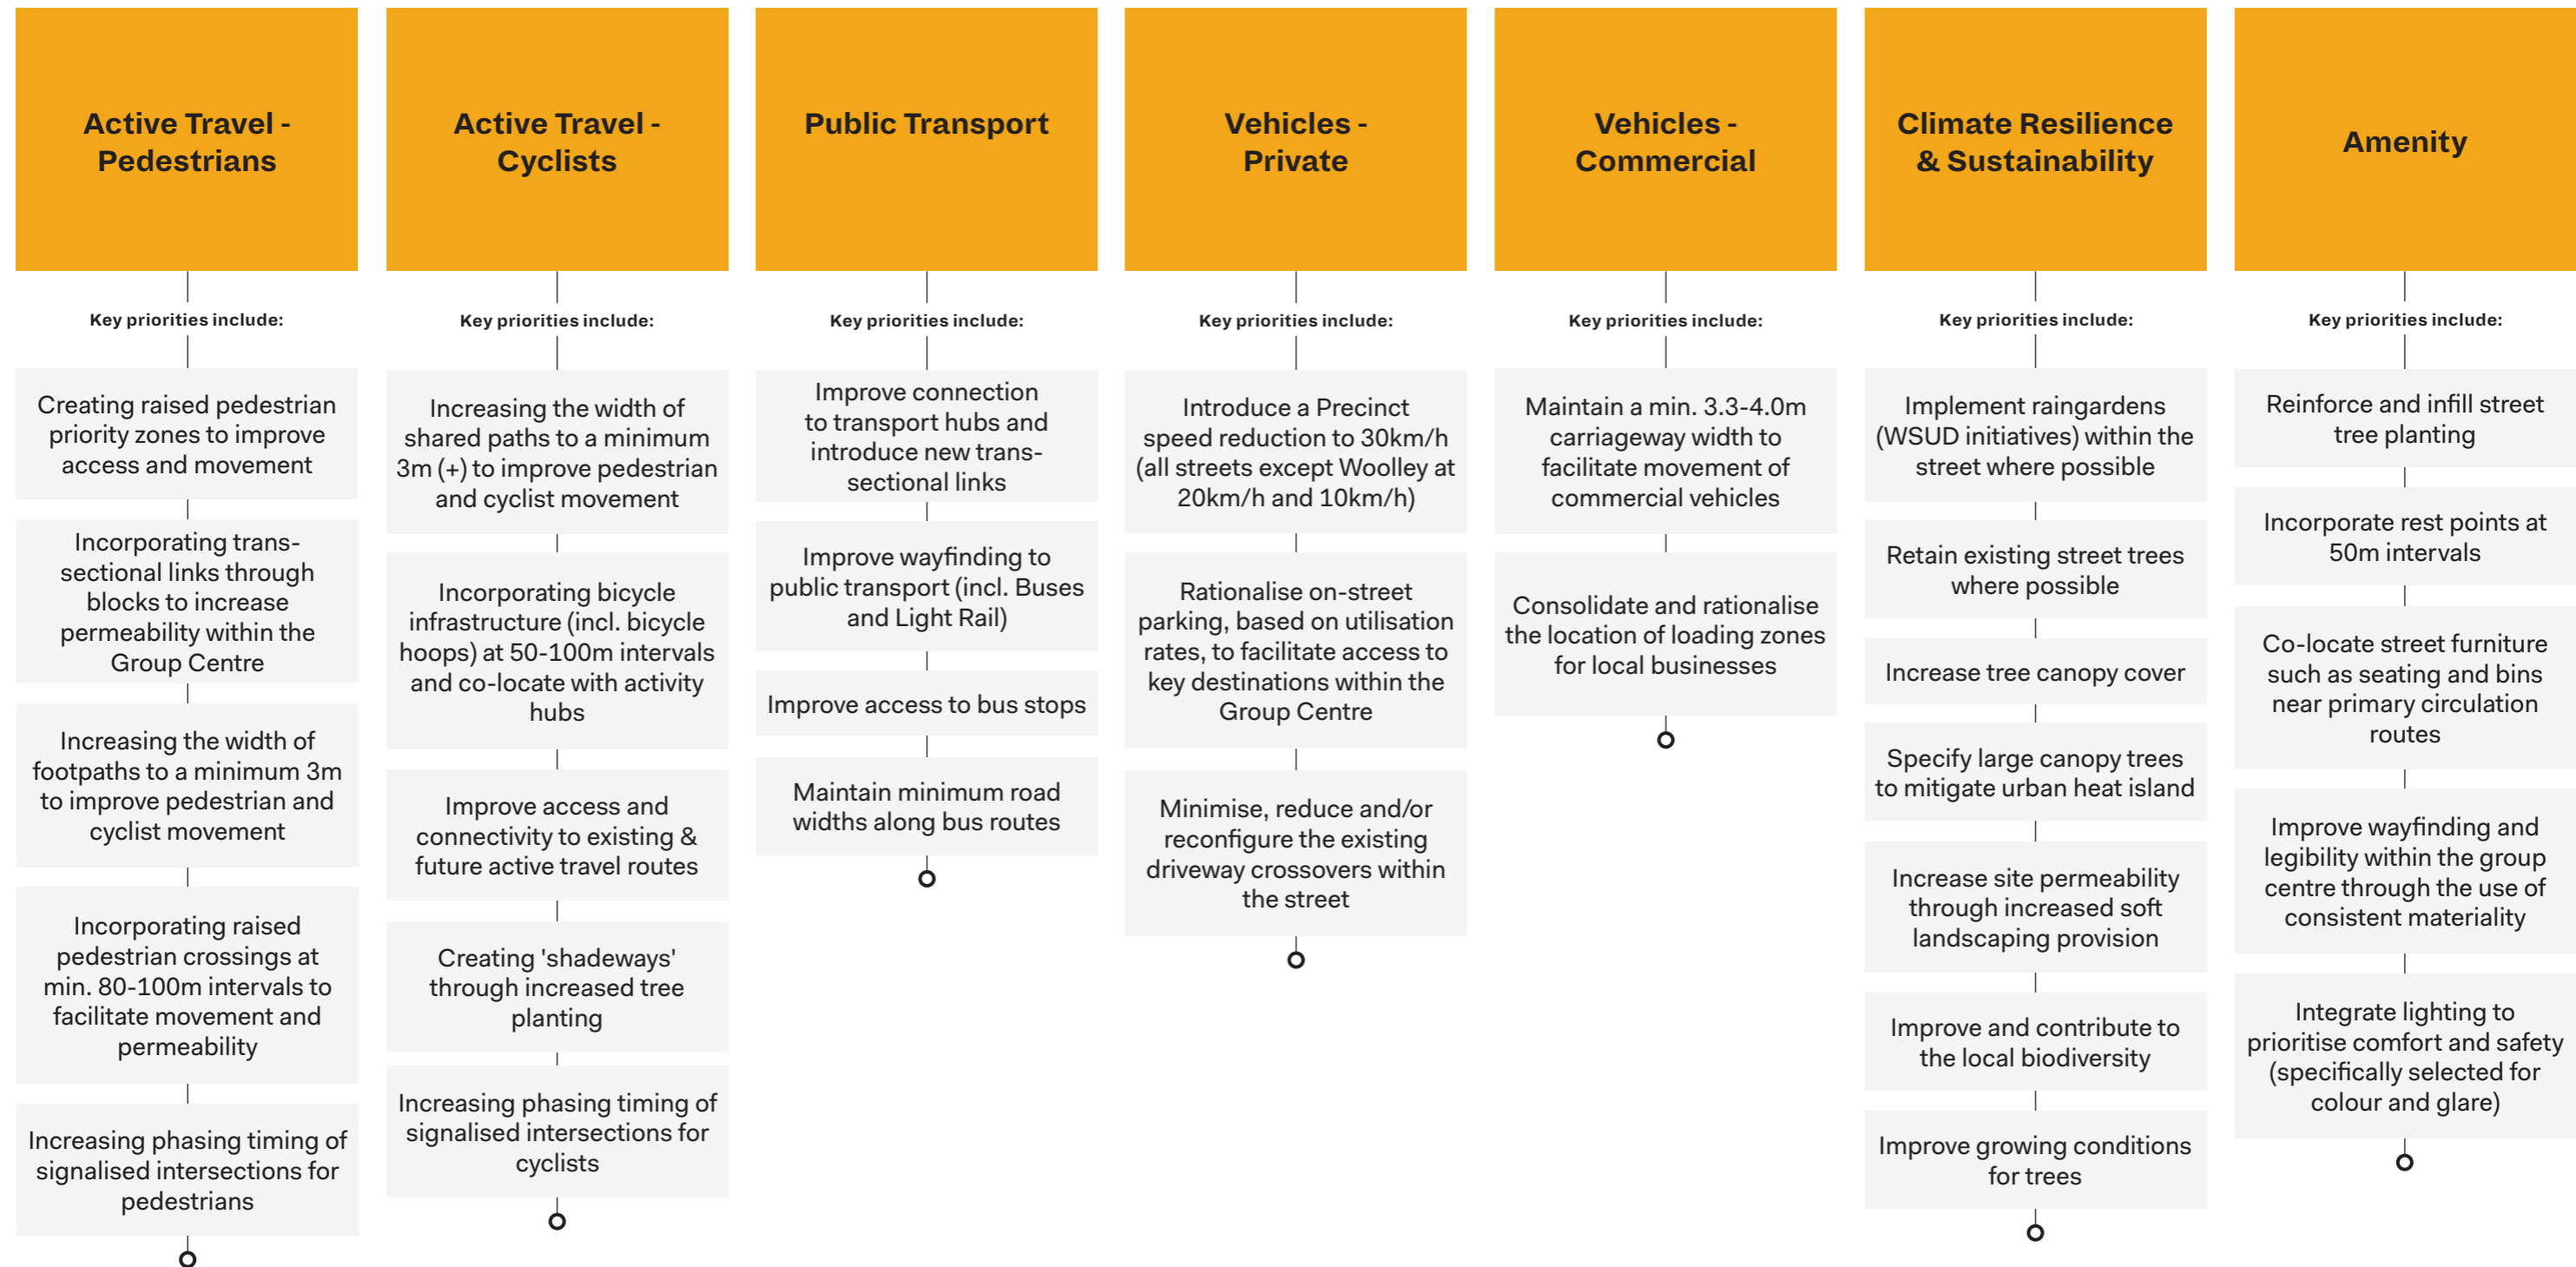 Active Travel -
Pedestrians
Key priorities include:
Creating raised pedestrian
priority zones to improve
access and movement
Incorporating trans-
sectional links through
blocks to increase
permeability within the
Group Centre
Increasing the width of
footpaths to a minimum 3m
to improve pedestrian and
cyclist movement
Incorporating raised
pedestrian crossings at
min. 80-100m intervals to
facilitate movement and
permeability
Increasing phasing timing of
signalised intersections for
pedestrians
Active Travel -
Cyclists
Key priorities include:
Increasing the width of
shared paths to a minimum
3m (+) to improve pedestrian
and cyclist movement
Incorporating bicycle
infrastructure (incl. bicycle
hoops) at 50-100m intervals
and co-locate with activity
hubs
Improve access and
connectivity to existing &
future active travel routes
Creating 'shadeways'
through increased tree
planting
Increasing phasing timing of
signalised intersections for
cyclists
Public Transport
Key priorities include:
Improve connection
to transport hubs and
introduce new trans-
sectional links
Improve wayfinding to
public transport (incl. Buses
and Light Rail)
Improve access to bus stops
Maintain minimum road
widths along bus routes
Vehicles -
Private
Key priorities include:
Introduce a Precinct
speed reduction to 30km/h
(all streets except Woolley at
20km/h and 10km/h)
Rationalise on-street
parking, based on utilisation
rates, to facilitate access to
key destinations within the
Group Centre
Minimise, reduce and/or
reconfigure the existing
driveway crossovers within
the street
Vehicles -
Commercial
Key priorities include:
Maintain a min. 3.3-4.0m
carriageway width to
facilitate movement of
commercial vehicles
Consolidate and rationalise
the location of loading zones
for local businesses
Climate Resilience
& Sustainability
Key priorities include:
Implement raingardens
(WSUD initiatives) within the
street where possible
Retain existing street trees
where possible
Increase tree canopy cover
Specify large canopy trees
to mitigate urban heat island
Increase site permeability
through increased soft
landscaping provision
Improve and contribute to
the local biodiversity
Improve growing conditions
for trees
Amenity
Key priorities include:
Reinforce and infill street
tree planting
Incorporate rest points at
50m intervals
Co-locate street furniture
such as seating and bins
near primary circulation
routes
Improve wayfinding and
legibility within the group
centre through the use of
consistent materiality
Integrate lighting to
prioritise comfort and safety
(specifically selected for
colour and glare)